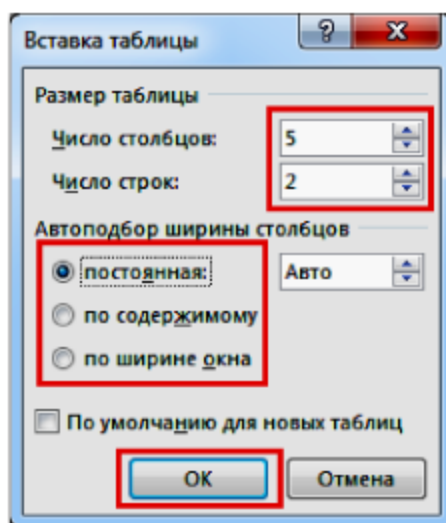 Вставка таблицы
Размер таблицы
Число столбцов: 5
Число строк: 2
Автоподбор ширины столбцов
постоянная: Авто
по содержимому
по ширине окна
По умолчанию для новых таблиц
ОК Отмена